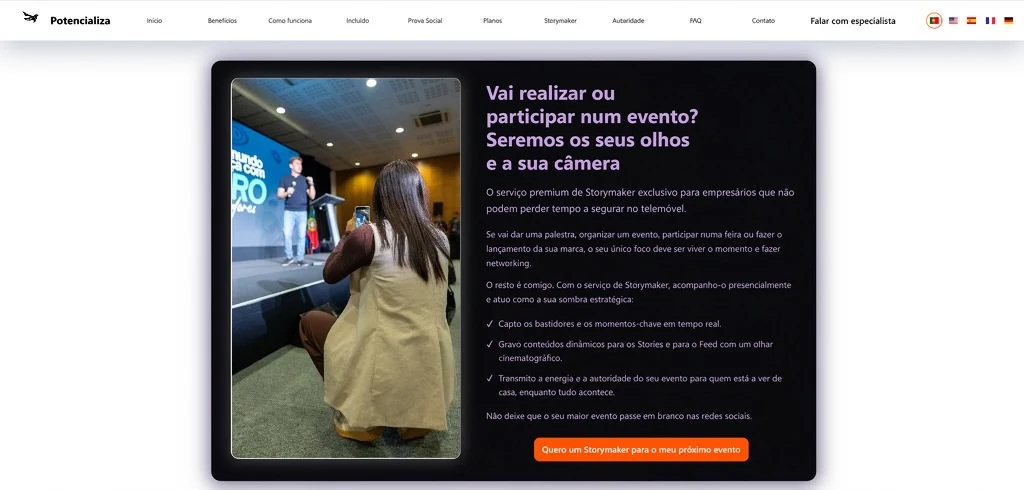 Potencializa
Início
Benefícios
Como funciona
Incluído
Prova Social
Planos
Storymaker
Autoridade
FAQ
Contato
Falar com especialista
mundo
com
RO
Vai realizar ou
participar num evento?
Seremos os seus olhos
e a sua câmera
O serviço premium de Storymaker exclusivo para empresários que não
podem perder tempo a segurar no telemóvel.
Se vai dar uma palestra, organizar um evento, participar numa feira ou fazer o
lançamento da sua marca, o seu único foco deve ser viver o momento e fazer
networking.
O resto é comigo. Com o serviço de Storymaker, acompanho-o presencialmente
e atuo como a sua sombra estratégica:
✓ Capto os bastidores e os momentos-chave em tempo real.
✓ Gravo conteúdos dinâmicos para os Stories e para o Feed com um olhar
cinematográfico.
✓ Transmito a energia e a autoridade do seu evento para quem está a ver de
casa, enquanto tudo acontece.
Não deixe que o seu maior evento passe em branco nas redes sociais.
Quero um Storymaker para o meu próximo evento